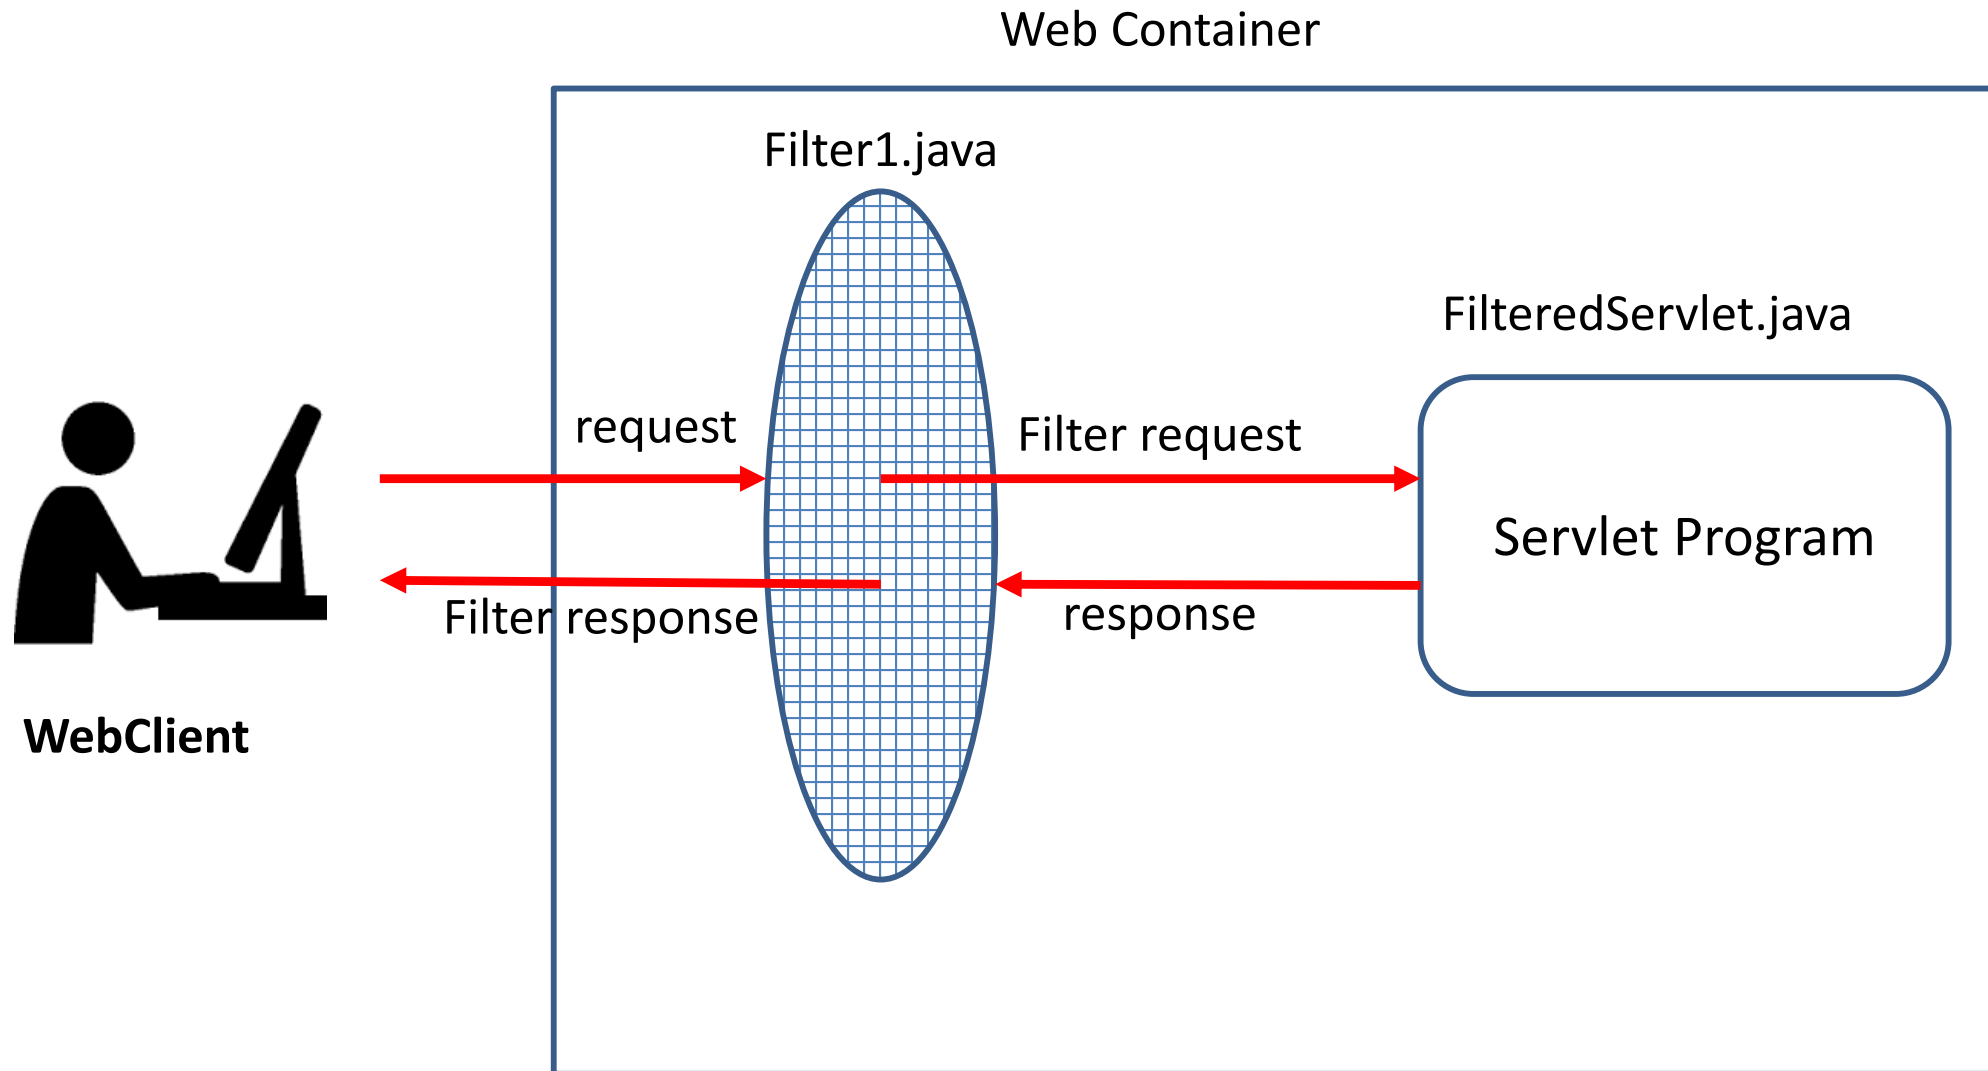 Web Container
Filter1.java
FilteredServlet.java
request
Filter request
Servlet Program
Filter response
response
WebClient